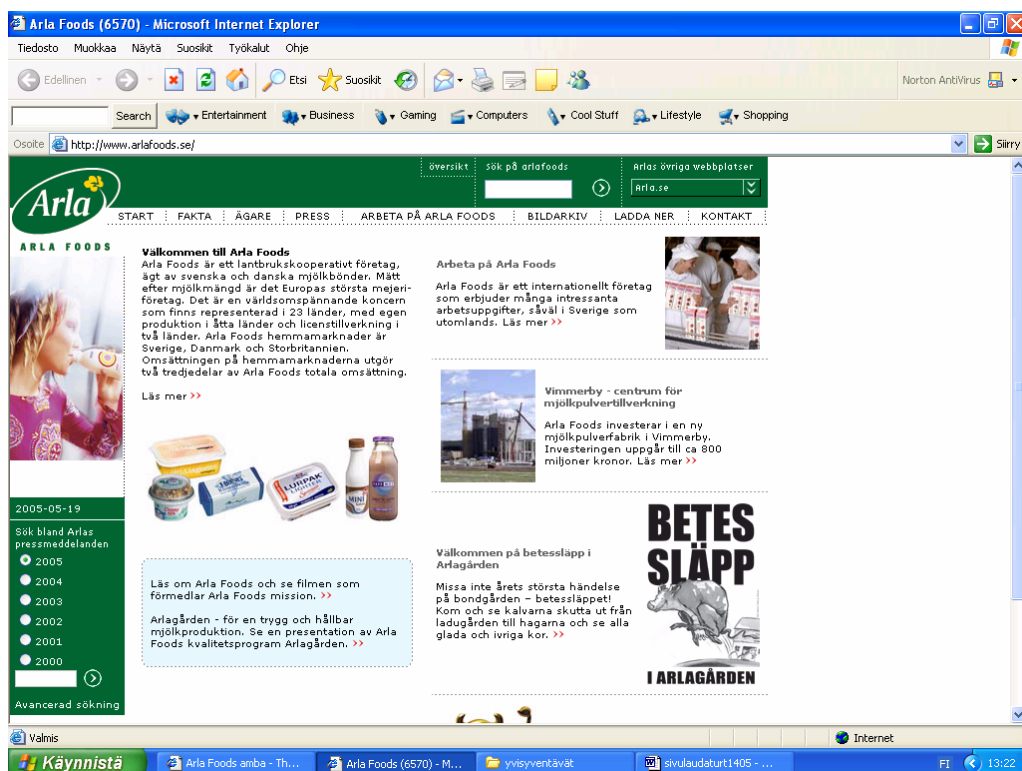 Arla Foods (6570) - Microsoft Internet Explorer
Tiedosto Muokkaa Näytä Suosikit Työkalut Ohje
Edellinen Etsi Suosikit Norton AntiVirus
Search Entertainment Business Gaming Computers Cool Stuff Lifestyle Shopping
Osoite http://www.arlafoods.se/ Siirry
översikt
sök på arlafoods
Arlas övriga webbplatser
Arla.se
Arla
ARLA FOODS
START FAKTA ÄGARE PRESS ARBETA PÅ ARLA FOODS BILDARKIV LADDA NER KONTAKT
Välkommen till Arla Foods
Arla Foods är ett lantbrukskooperativt företag,
ägt av svenska och danska mjölkbönder. Mätt
efter mjölkmängd är det Europas största mejeri-
företag. Det är en världsomspännande koncern
som finns representerad i 23 länder, med egen
produktion i åtta länder och licenstillverkning i
två länder. Arla Foods hemmamarknader är
Sverige, Danmark och Storbritannien.
Omsättningen på hemmamarknaderna utgör
två tredjedelar av Arla Foods totala omsättning.
Läs mer >>
LURPAK
LIGHTER
MINI
Läs om Arla Foods och se filmen som
förmedlar Arla Foods mission. >>
Arlagården - för en trygg och hållbar
mjölkproduktion. Se en presentation av Arla
Foods kvalitetsprogram Arlagården. >>
Arbeta på Arla Foods
Arla Foods är ett internationellt företag
som erbjuder många intressanta
arbetsuppgifter, såväl i Sverige som
utomlands. Läs mer >>
Vimmerby - centrum för
mjölkpulvertillverkning
Arla Foods investerar i en ny
mjölkpulverfabrik i Vimmerby.
Investeringen uppgår till ca 800
miljoner kronor. Läs mer >>
Välkommen på betessläpp i
Arlagården
Missa inte årets största händelse
på bondgården – betessläppet!
Kom och se kalvarna skutta ut från
ladugården till hagarna och se alla
glada och ivriga kor. >>
BETES
SLÄPP
I ARLAGÅRDEN
2005-05-19
Sök bland Arlas
pressmeddelanden
2005
2004
2003
2002
2001
2000
Avancerad sökning
Valmis Internet
Käynnistä Arla Foods amba - Th... Arla Foods (6570) - M... yvisyventävät sivulaudaturt1405 - ... FI 13:22